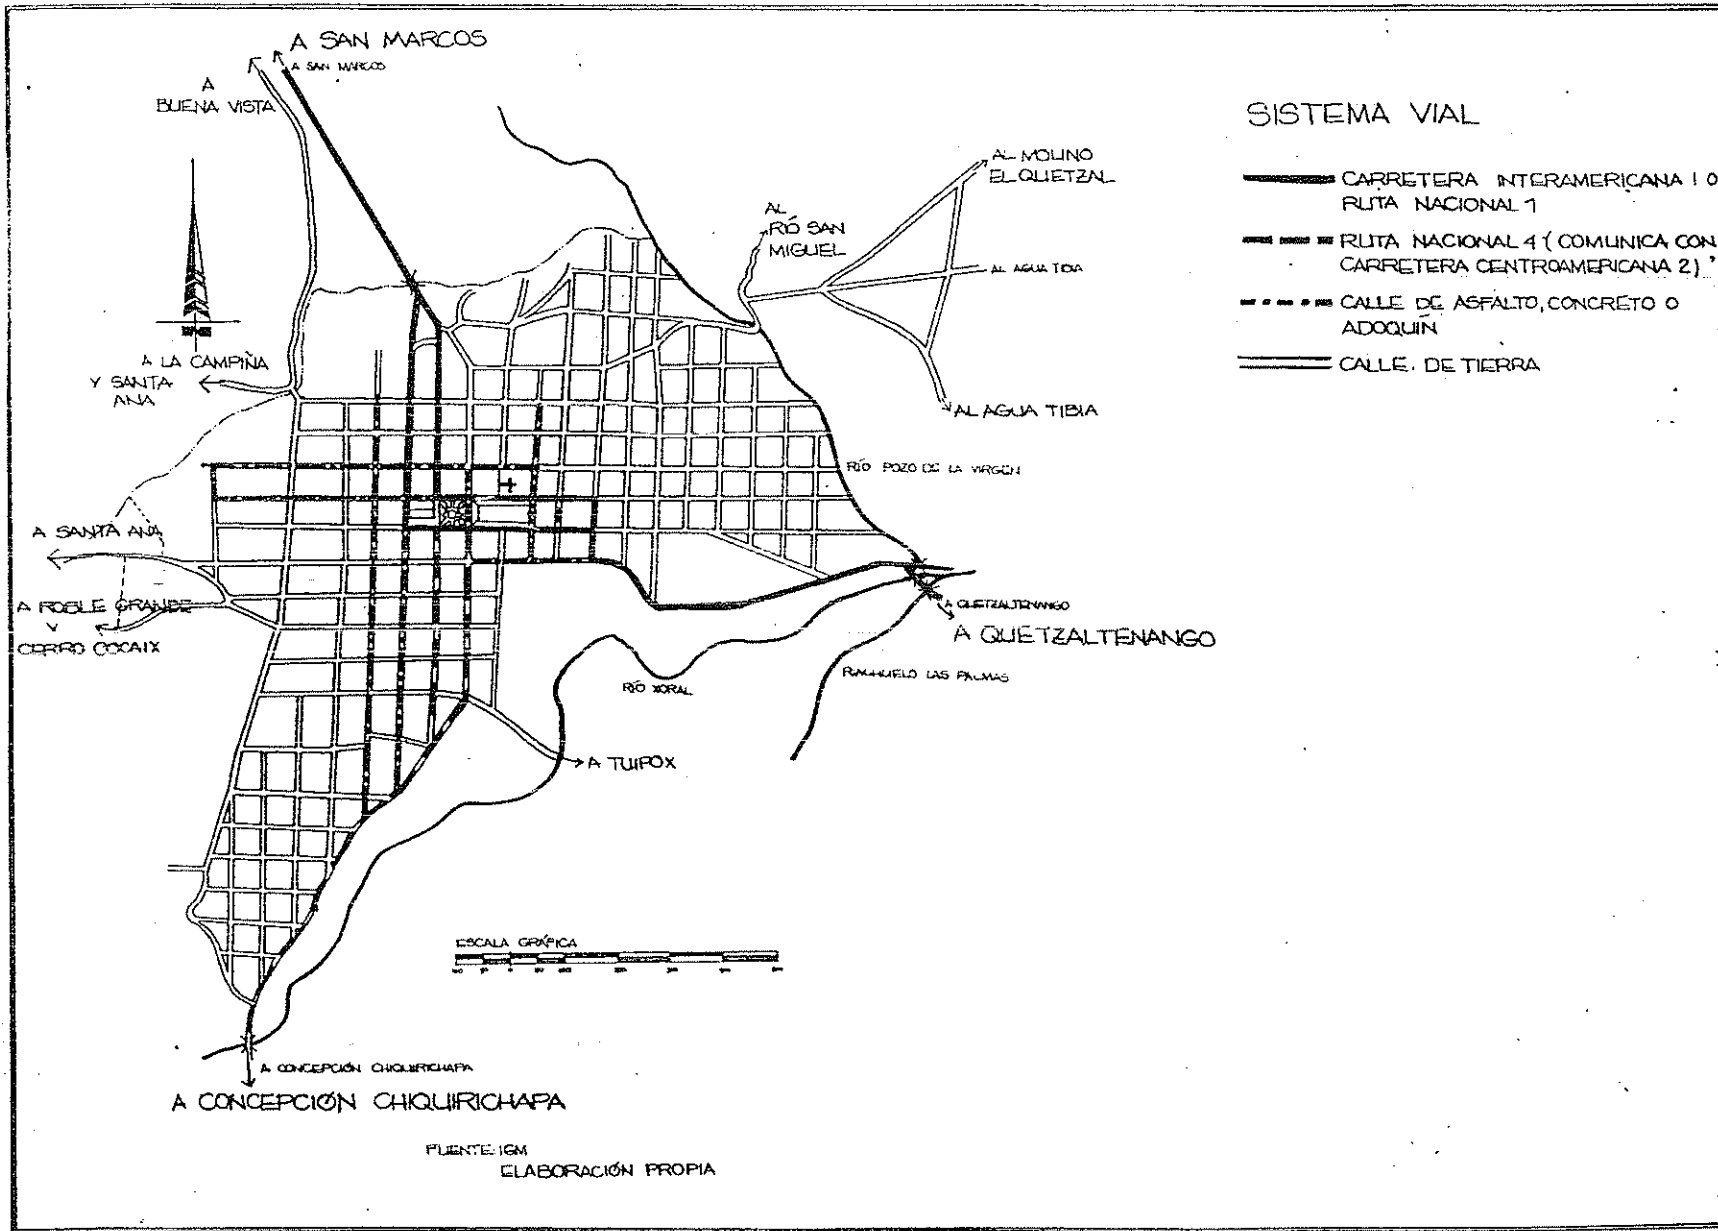 A SAN MARCOS
A SAN MARCOS
A
BUENA VISTA
SISTEMA VIAL
CARRETERA INTERAMERICANA 1 O
RUTA NACIONAL 1
RUTA NACIONAL 4 (COMUNICA CON
CARRETERA CENTROAMERICANA 2)
CALLE DE ASFALTO, CONCRETO O
ADOQUÍN
CALLE DE TIERRA
AL MOLINO
EL QUETZAL
AL
RÍO SAN
MIGUEL
AL AGUA TIBIA
AL AGUA TIBIA
A LA CAMPIÑA
Y SANTA
ANA
RÍO POZO DE LA VIRGEN
A SANTA ANA
A ROBLE GRANDE
Y
CERRO COCAIX
A QUETZALTENANGO
A QUETZALTENANGO
RÍO XORAL
RIACHUELO LAS PALMAS
A TUIPOX
ESCALA GRÁFICA
A CONCEPCIÓN CHIQUIRICHAPA
A CONCEPCIÓN CHIQUIRICHAPA
FUENTE: IGM
ELABORACIÓN PROPIA